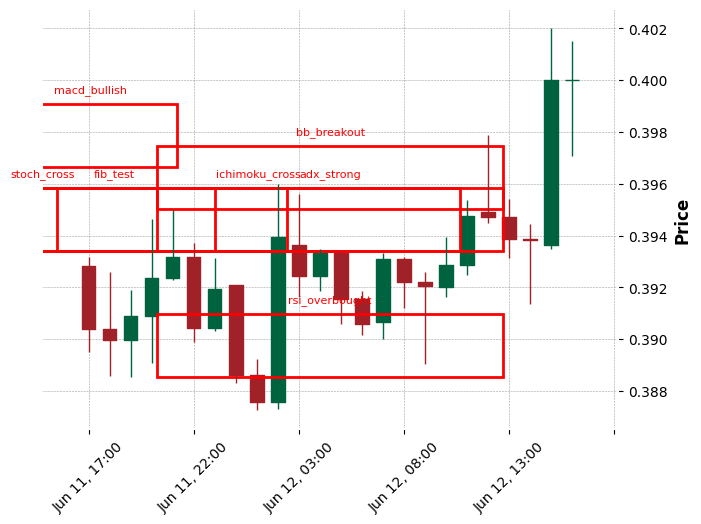 macd_bullish
bb_breakout
stoch_cross
fib_test
ichimoku_cross
adx_strong
rsi_overbought
0.402
0.400
0.398
0.396
0.394
0.392
0.390
0.388
Price
Jun 11, 17:00
Jun 11, 22:00
Jun 12, 03:00
Jun 12, 08:00
Jun 12, 13:00